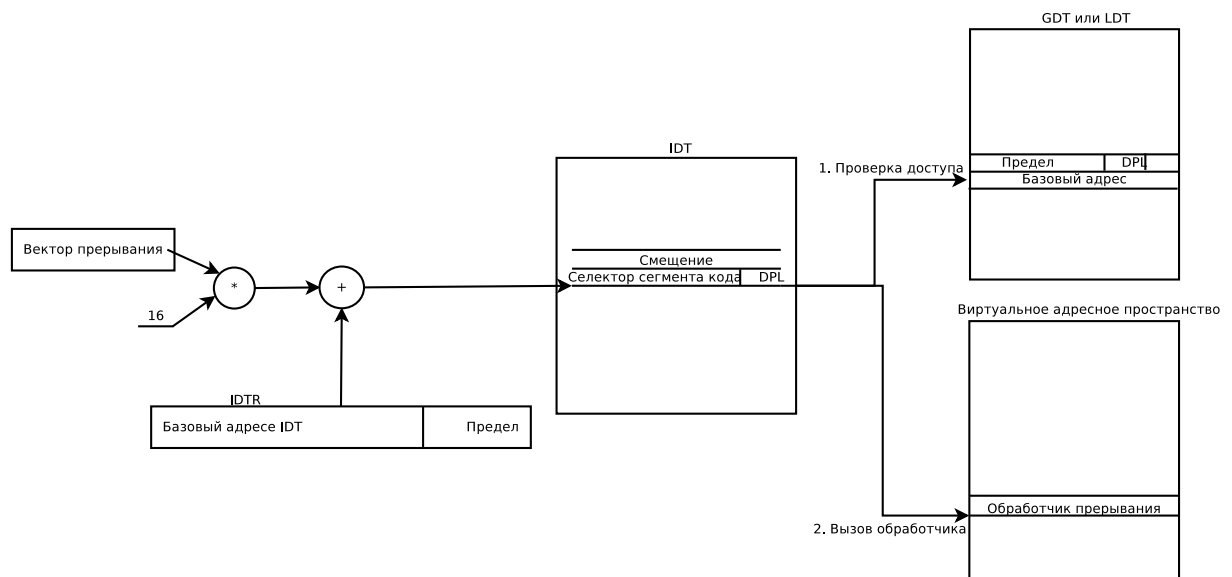 GDT или LDT
IDT
Предел
DPL
1. Проверка доступа
Базовый адрес
Вектор прерывания
Смещение
Селектор сегмента кода
DPL
*
+
16
Виртуальное адресное пространство
IDTR
Базовый адресе IDT
Предел
Обработчик прерывания
2. Вызов обработчика